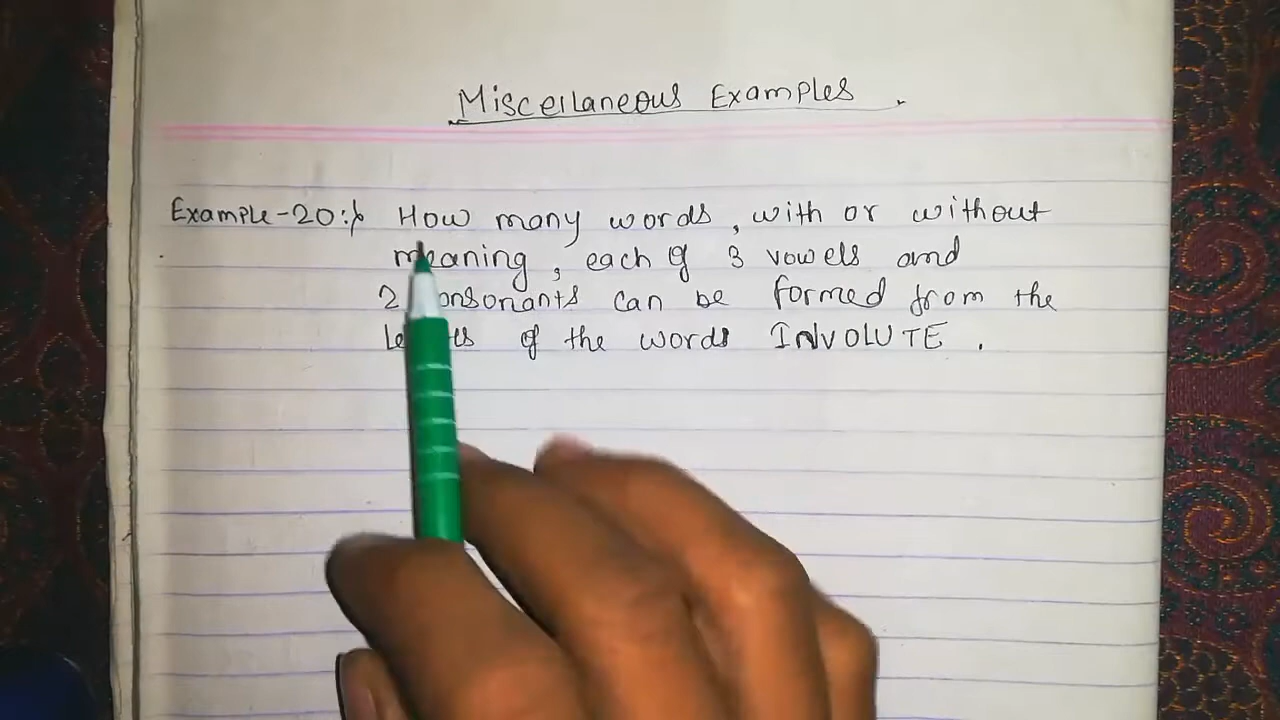 Miscellaneous Examples.
Example-20:) How many words, with or without
meaning, each of 3 vowels and
2 consonants can be formed from the
of the words INVOLUTE.